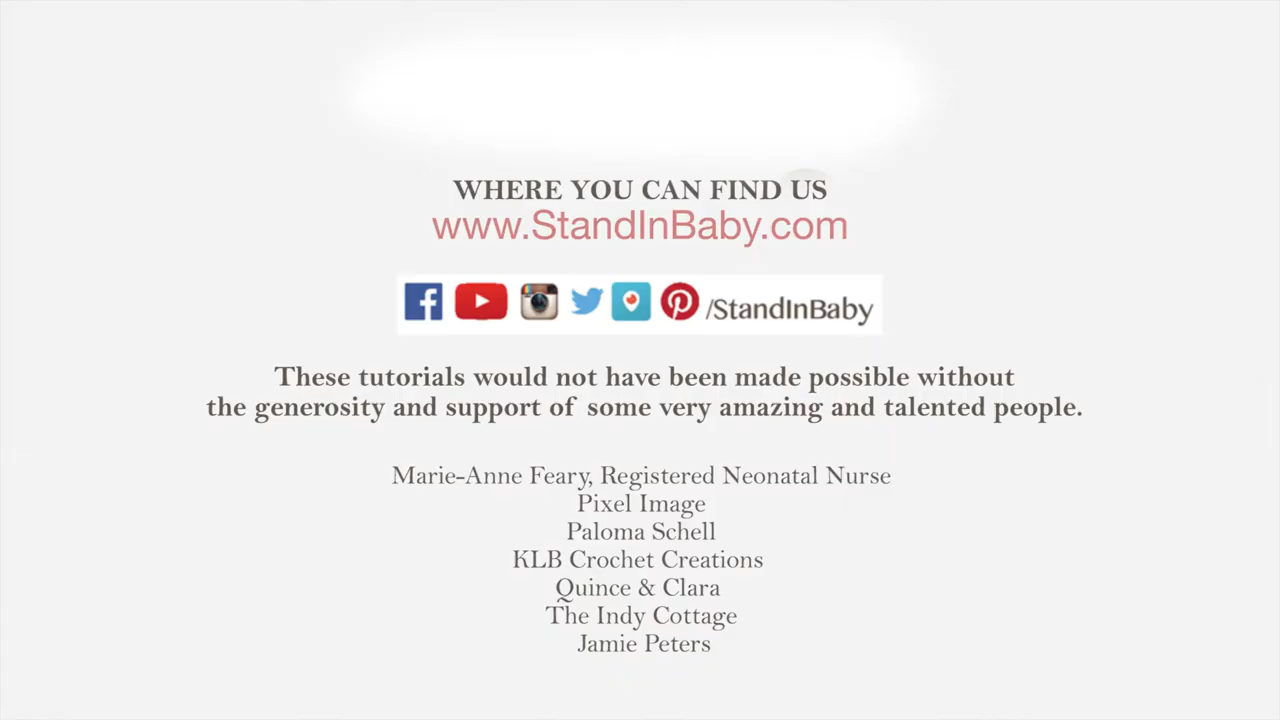 WHERE YOU CAN FIND US
www.StandInBaby.com
/StandInBaby
These tutorials would not have been made possible without
the generosity and support of some very amazing and talented people.
Marie-Anne Feary, Registered Neonatal Nurse
Pixel Image
Paloma Schell
KLB Crochet Creations
Quince & Clara
The Indy Cottage
Jamie Peters